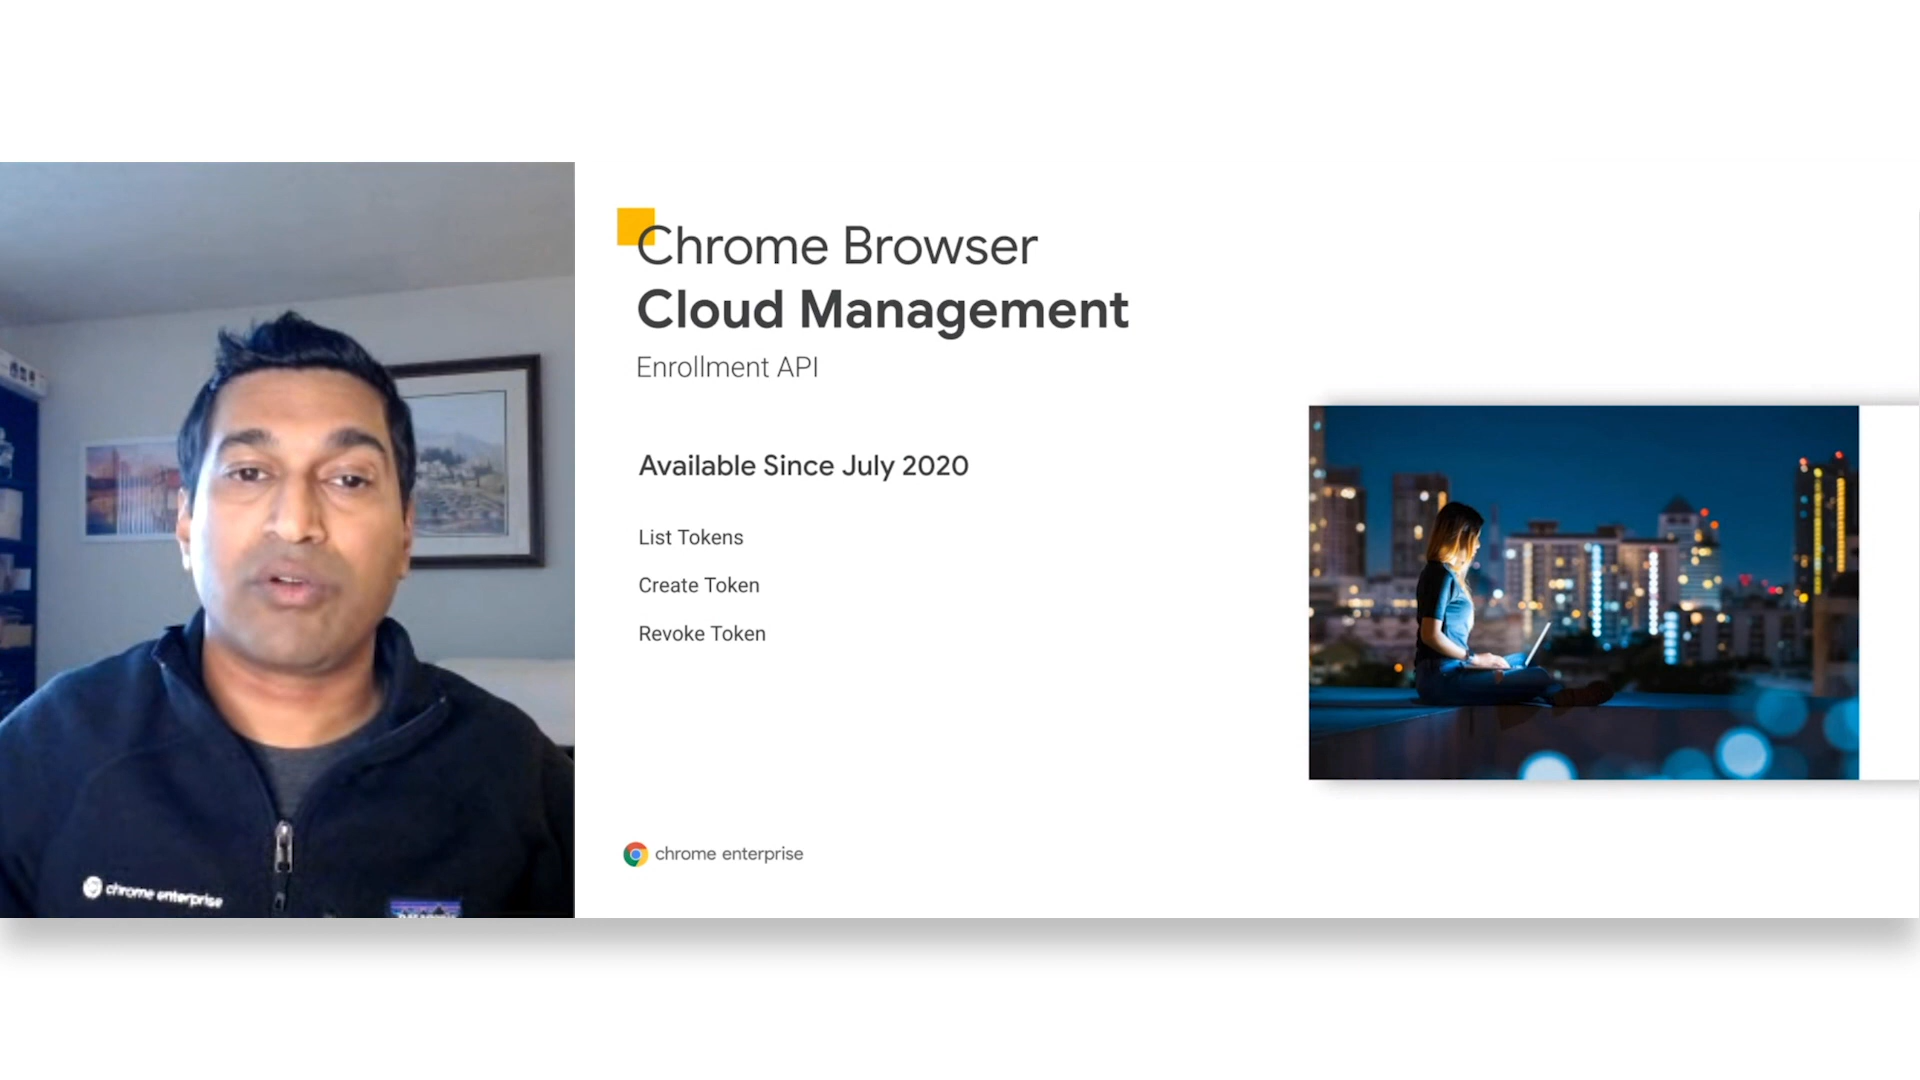 Chrome Browser
Cloud Management
Enrollment API
Available Since July 2020
List Tokens
Create Token
Revoke Token
chrome enterprise
chrome enterprise